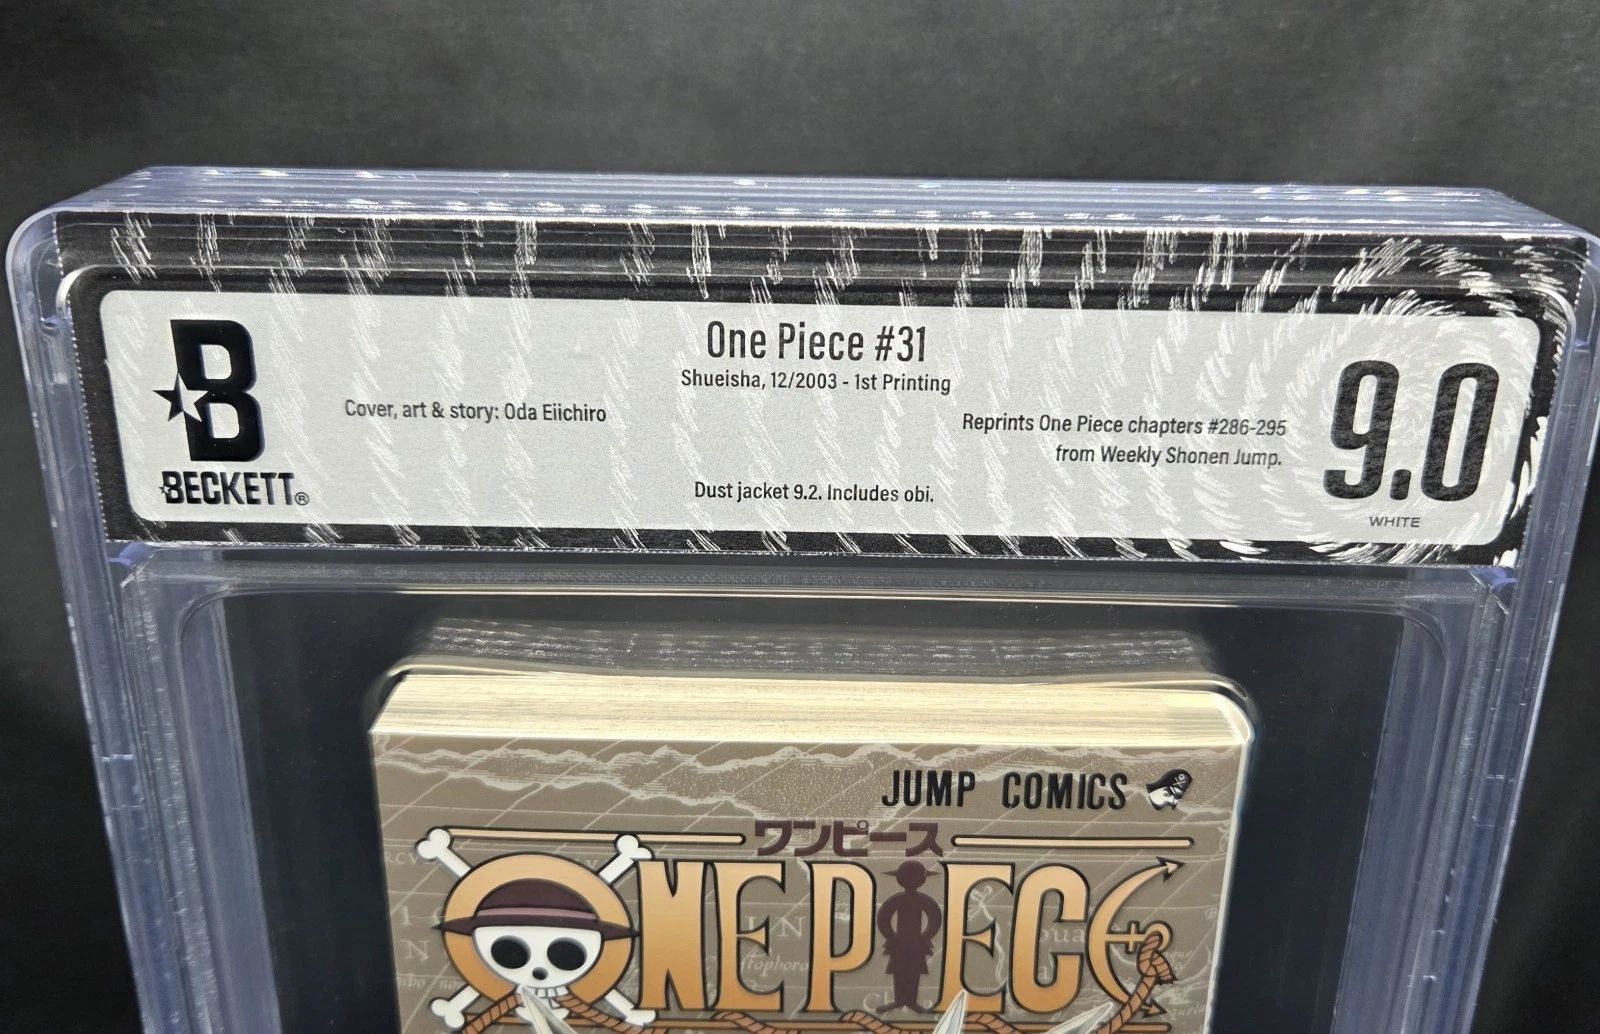 One Piece #31
Shueisha, 12/2003 - 1st Printing
Cover, art & story: Oda Eiichiro
Reprints One Piece chapters #286-295
from Weekly Shonen Jump.
Dust jacket 9.2. Includes obi.
B
BECKETT®
9.0
WHITE
JUMP COMICS
ワンピース
ONE PIECE